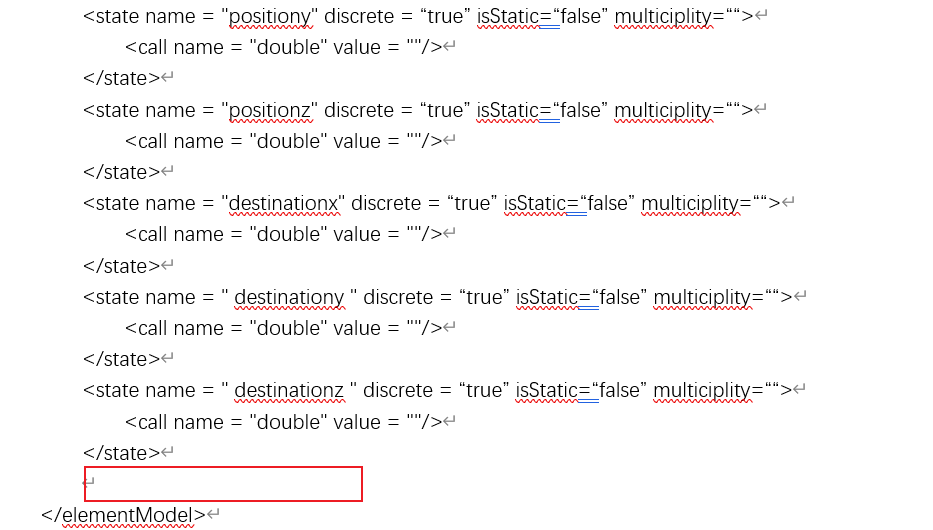 <state name = "positiony" discrete = “true” isStatic=“false” multiciplity=““>↵
<call name = "double" value = ""/>↵
</state>↵
<state name = "positionz" discrete = “true” isStatic=“false” multiciplity=““>↵
<call name = "double" value = ""/>↵
</state>↵
<state name = "destinationx" discrete = “true” isStatic=“false” multiciplity=““>↵
<call name = "double" value = ""/>↵
</state>↵
<state name = " destinationy " discrete = “true” isStatic=“false” multiciplity=““>↵
<call name = "double" value = ""/>↵
</state>↵
<state name = " destinationz " discrete = “true” isStatic=“false” multiciplity=““>↵
<call name = "double" value = ""/>↵
</state>↵
↵
</elementModel>↵